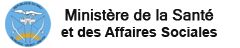 Ministère de la Santé
et des Affaires Sociales